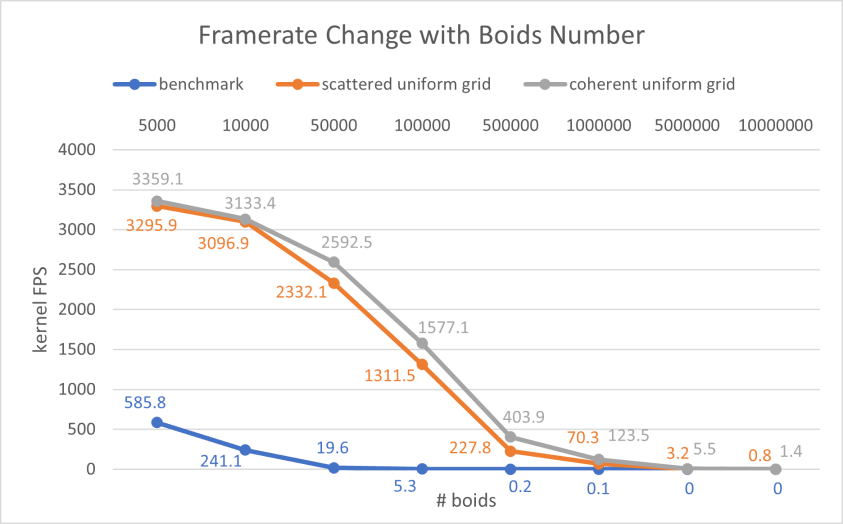 Framerate Change with Boids Number
benchmark scattered uniform grid coherent uniform grid
5000 10000 50000 100000 500000 1000000 5000000 10000000
4000
3500
3000
2500
2000
1500
1000
500
0
kernel FPS
3359.1 3133.4 2592.5 1577.1 403.9 123.5 5.5 1.4
3295.9 3096.9 2332.1 1311.5 227.8 70.3 3.2 0.8
585.8 241.1 19.6 5.3 0.2 0.1 0 0
# boids